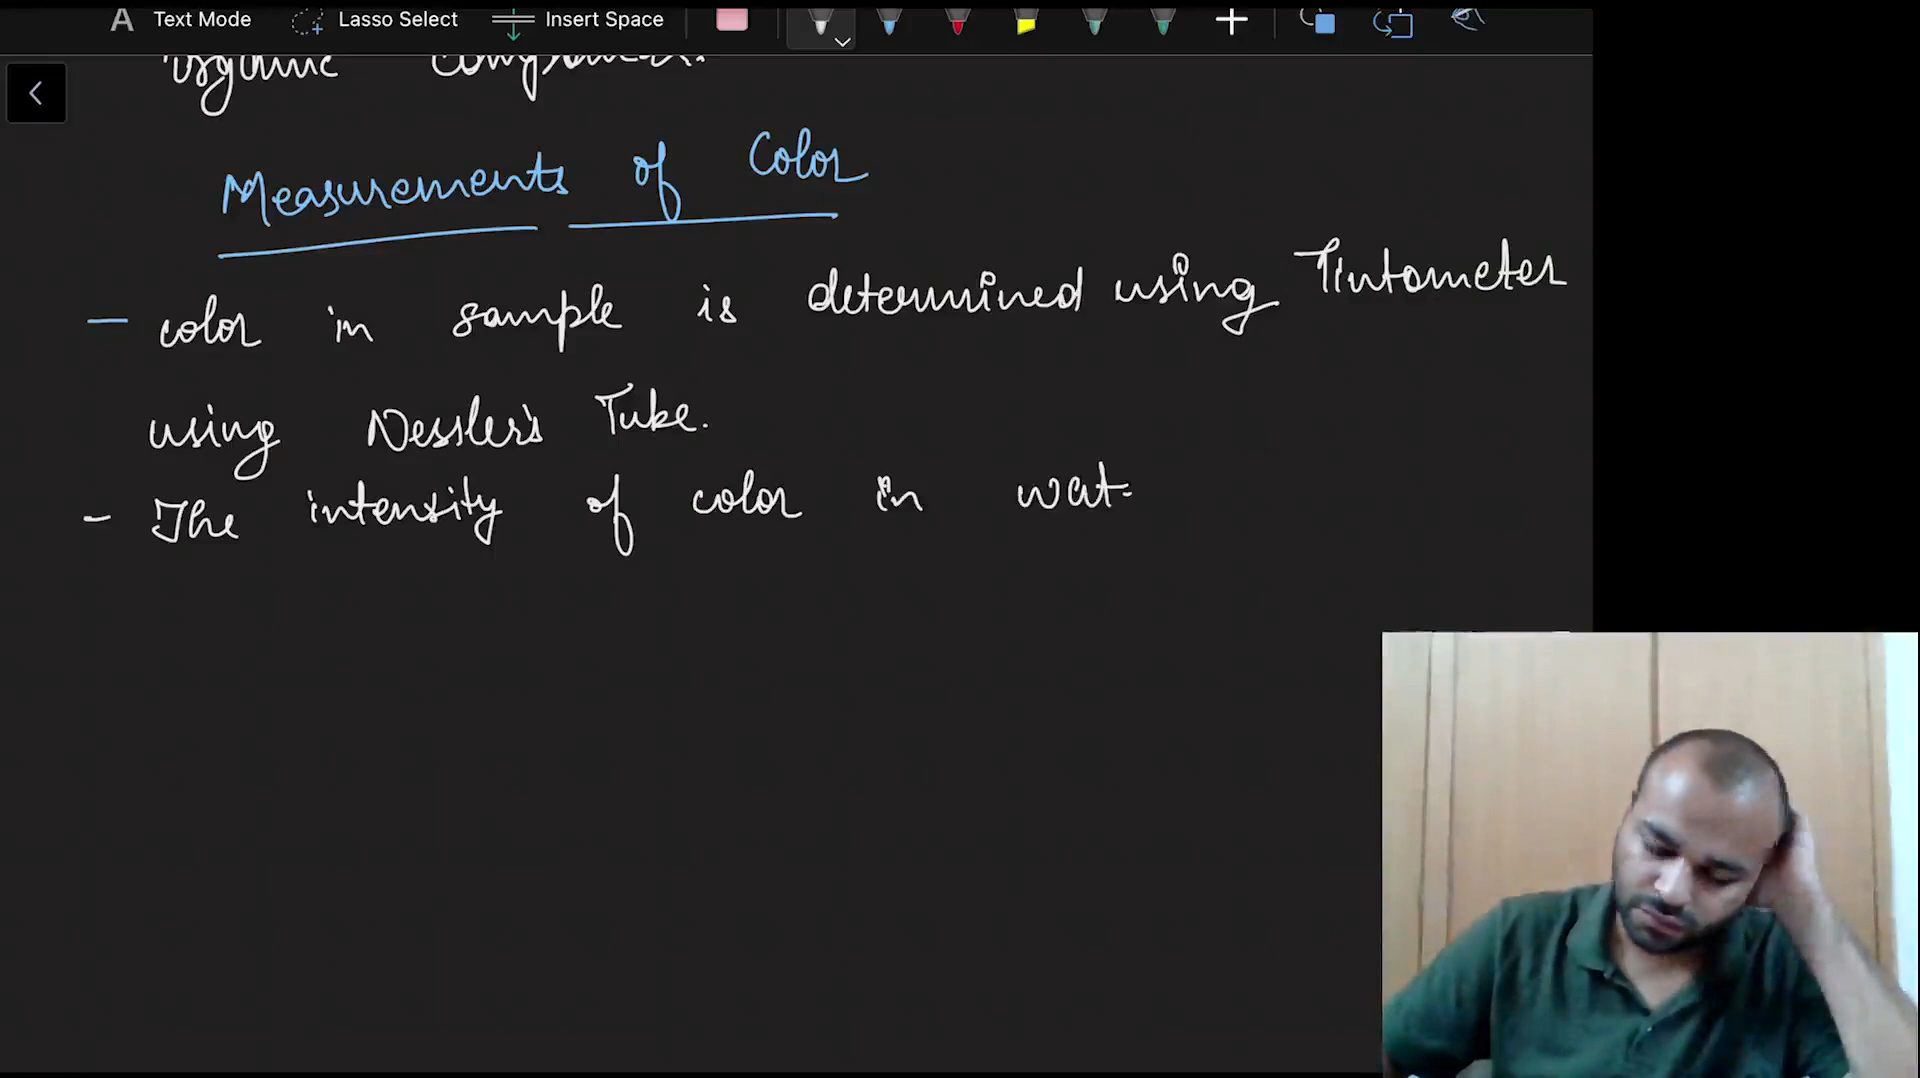 Text Mode Lasso Select Insert Space
organic
Measurements of Color
- color in sample is determined using Tintometer
using Nessler's Tube.
- The intensity of color in wat